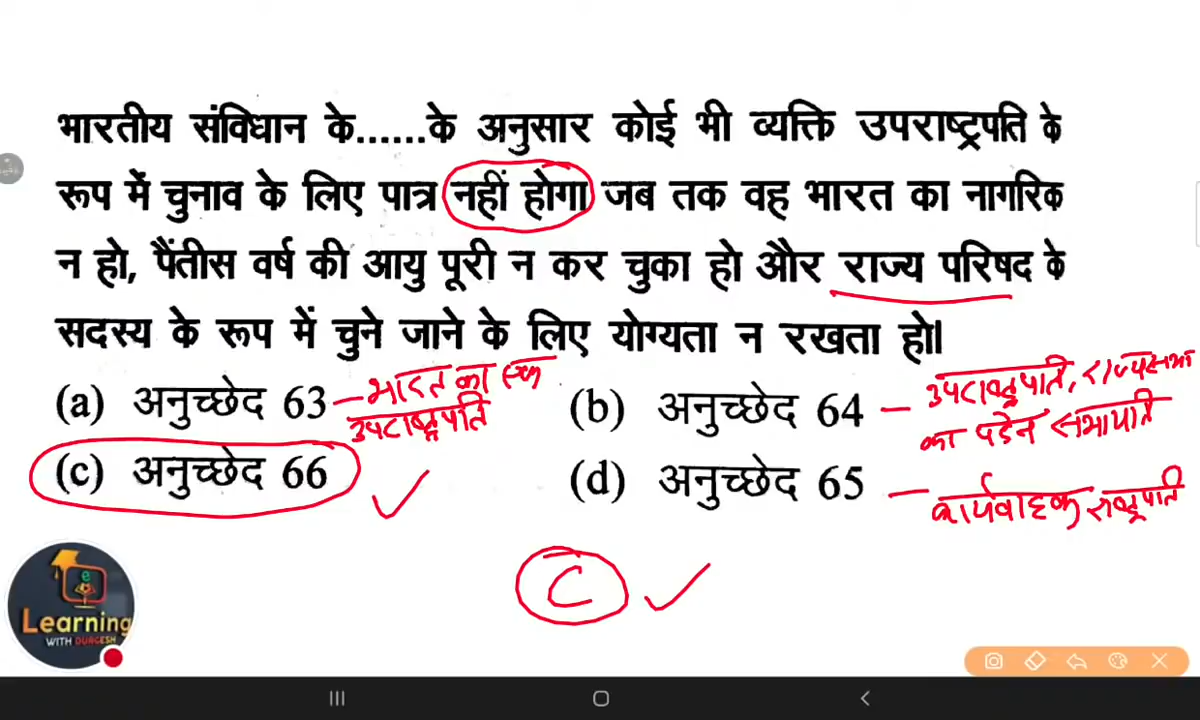 भारतीय संविधान के......के अनुसार कोई भी व्यक्ति उपराष्ट्रपति के
रूप में चुनाव के लिए पात्र नहीं होगा जब तक वह भारत का नागरिक
न हो, पैंतीस वर्ष की आयु पूरी न कर चुका हो और राज्य परिषद के
सदस्य के रूप में चुने जाने के लिए योग्यता न रखता हो।
(a) अनुच्छेद 63 – भारत का एक उपराष्ट्रपति
(b) अनुच्छेद 64 – उपराष्ट्रपति, राज्यसभा का पदेन सभापति
(c) अनुच्छेद 66
(d) अनुच्छेद 65 – कार्यवाहक राष्ट्रपति
C
e
Learning
WITH DURGESH